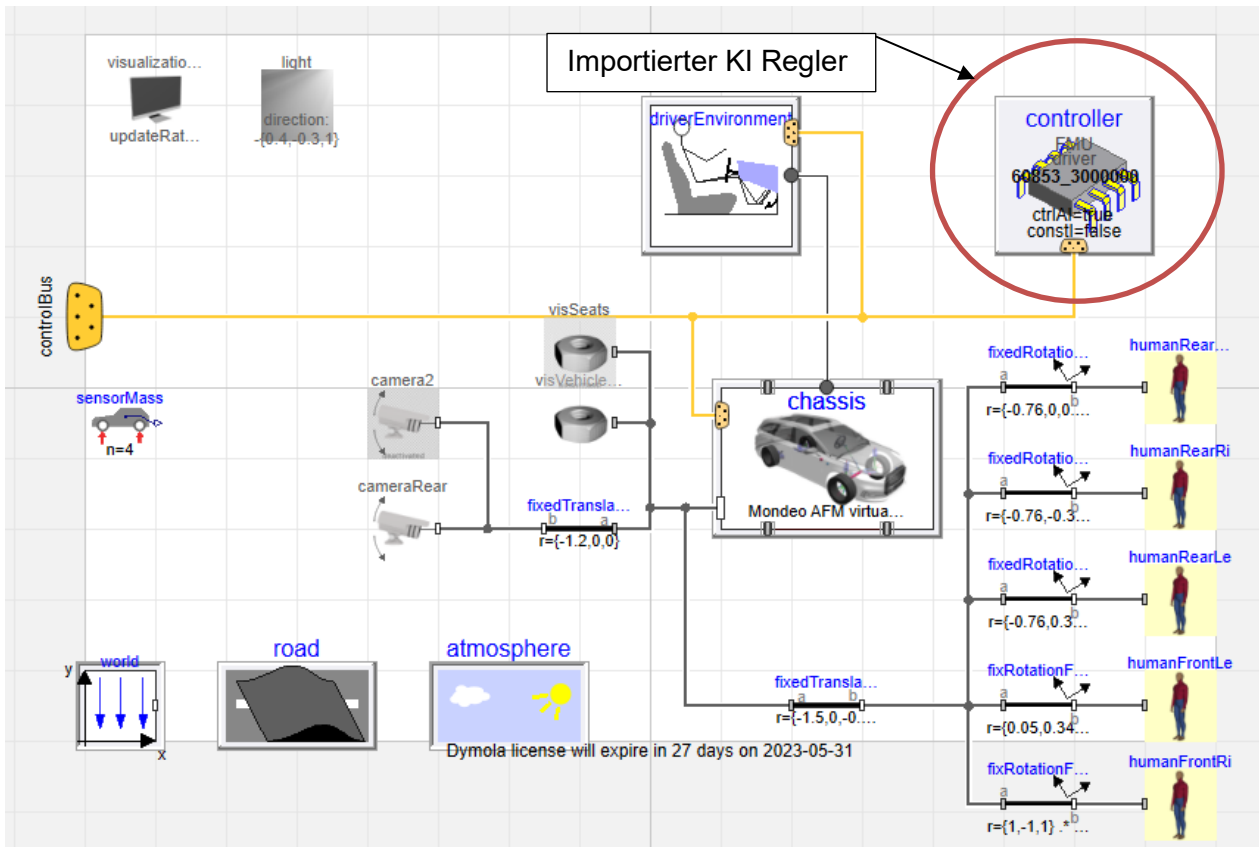 Importierter KI Regler
visualizatio...
updateRat...
light
direction:
-{0.4,-0.3,1}
driverEnvironment
controller
FMU
driver
60853_3000000
ctrlAI=true
constI=false
controlBus
sensorMass
n=4
visSeats
visVehicle...
camera2
deactivated
cameraRear
fixedTransla...
b
a
r={-1.2,0,0}
chassis
Mondeo AFM virtua...
fixedRotatio...
a
b
r={-0.76,0,0....
humanRear...
fixedRotatio...
a
b
r={-0.76,-0.3...
humanRearRi
fixedRotatio...
a
b
r={-0.76,0.3...
humanRearLe
fixRotationF...
a
b
r={0.05,0.34...
humanFrontLe
fixRotationF...
a
b
r={1,-1,1} .* ...
humanFrontRi
fixedTransla...
a
b
r={-1.5,0,-0....
y
world
x
road
atmosphere
Dymola license will expire in 27 days on 2023-05-31